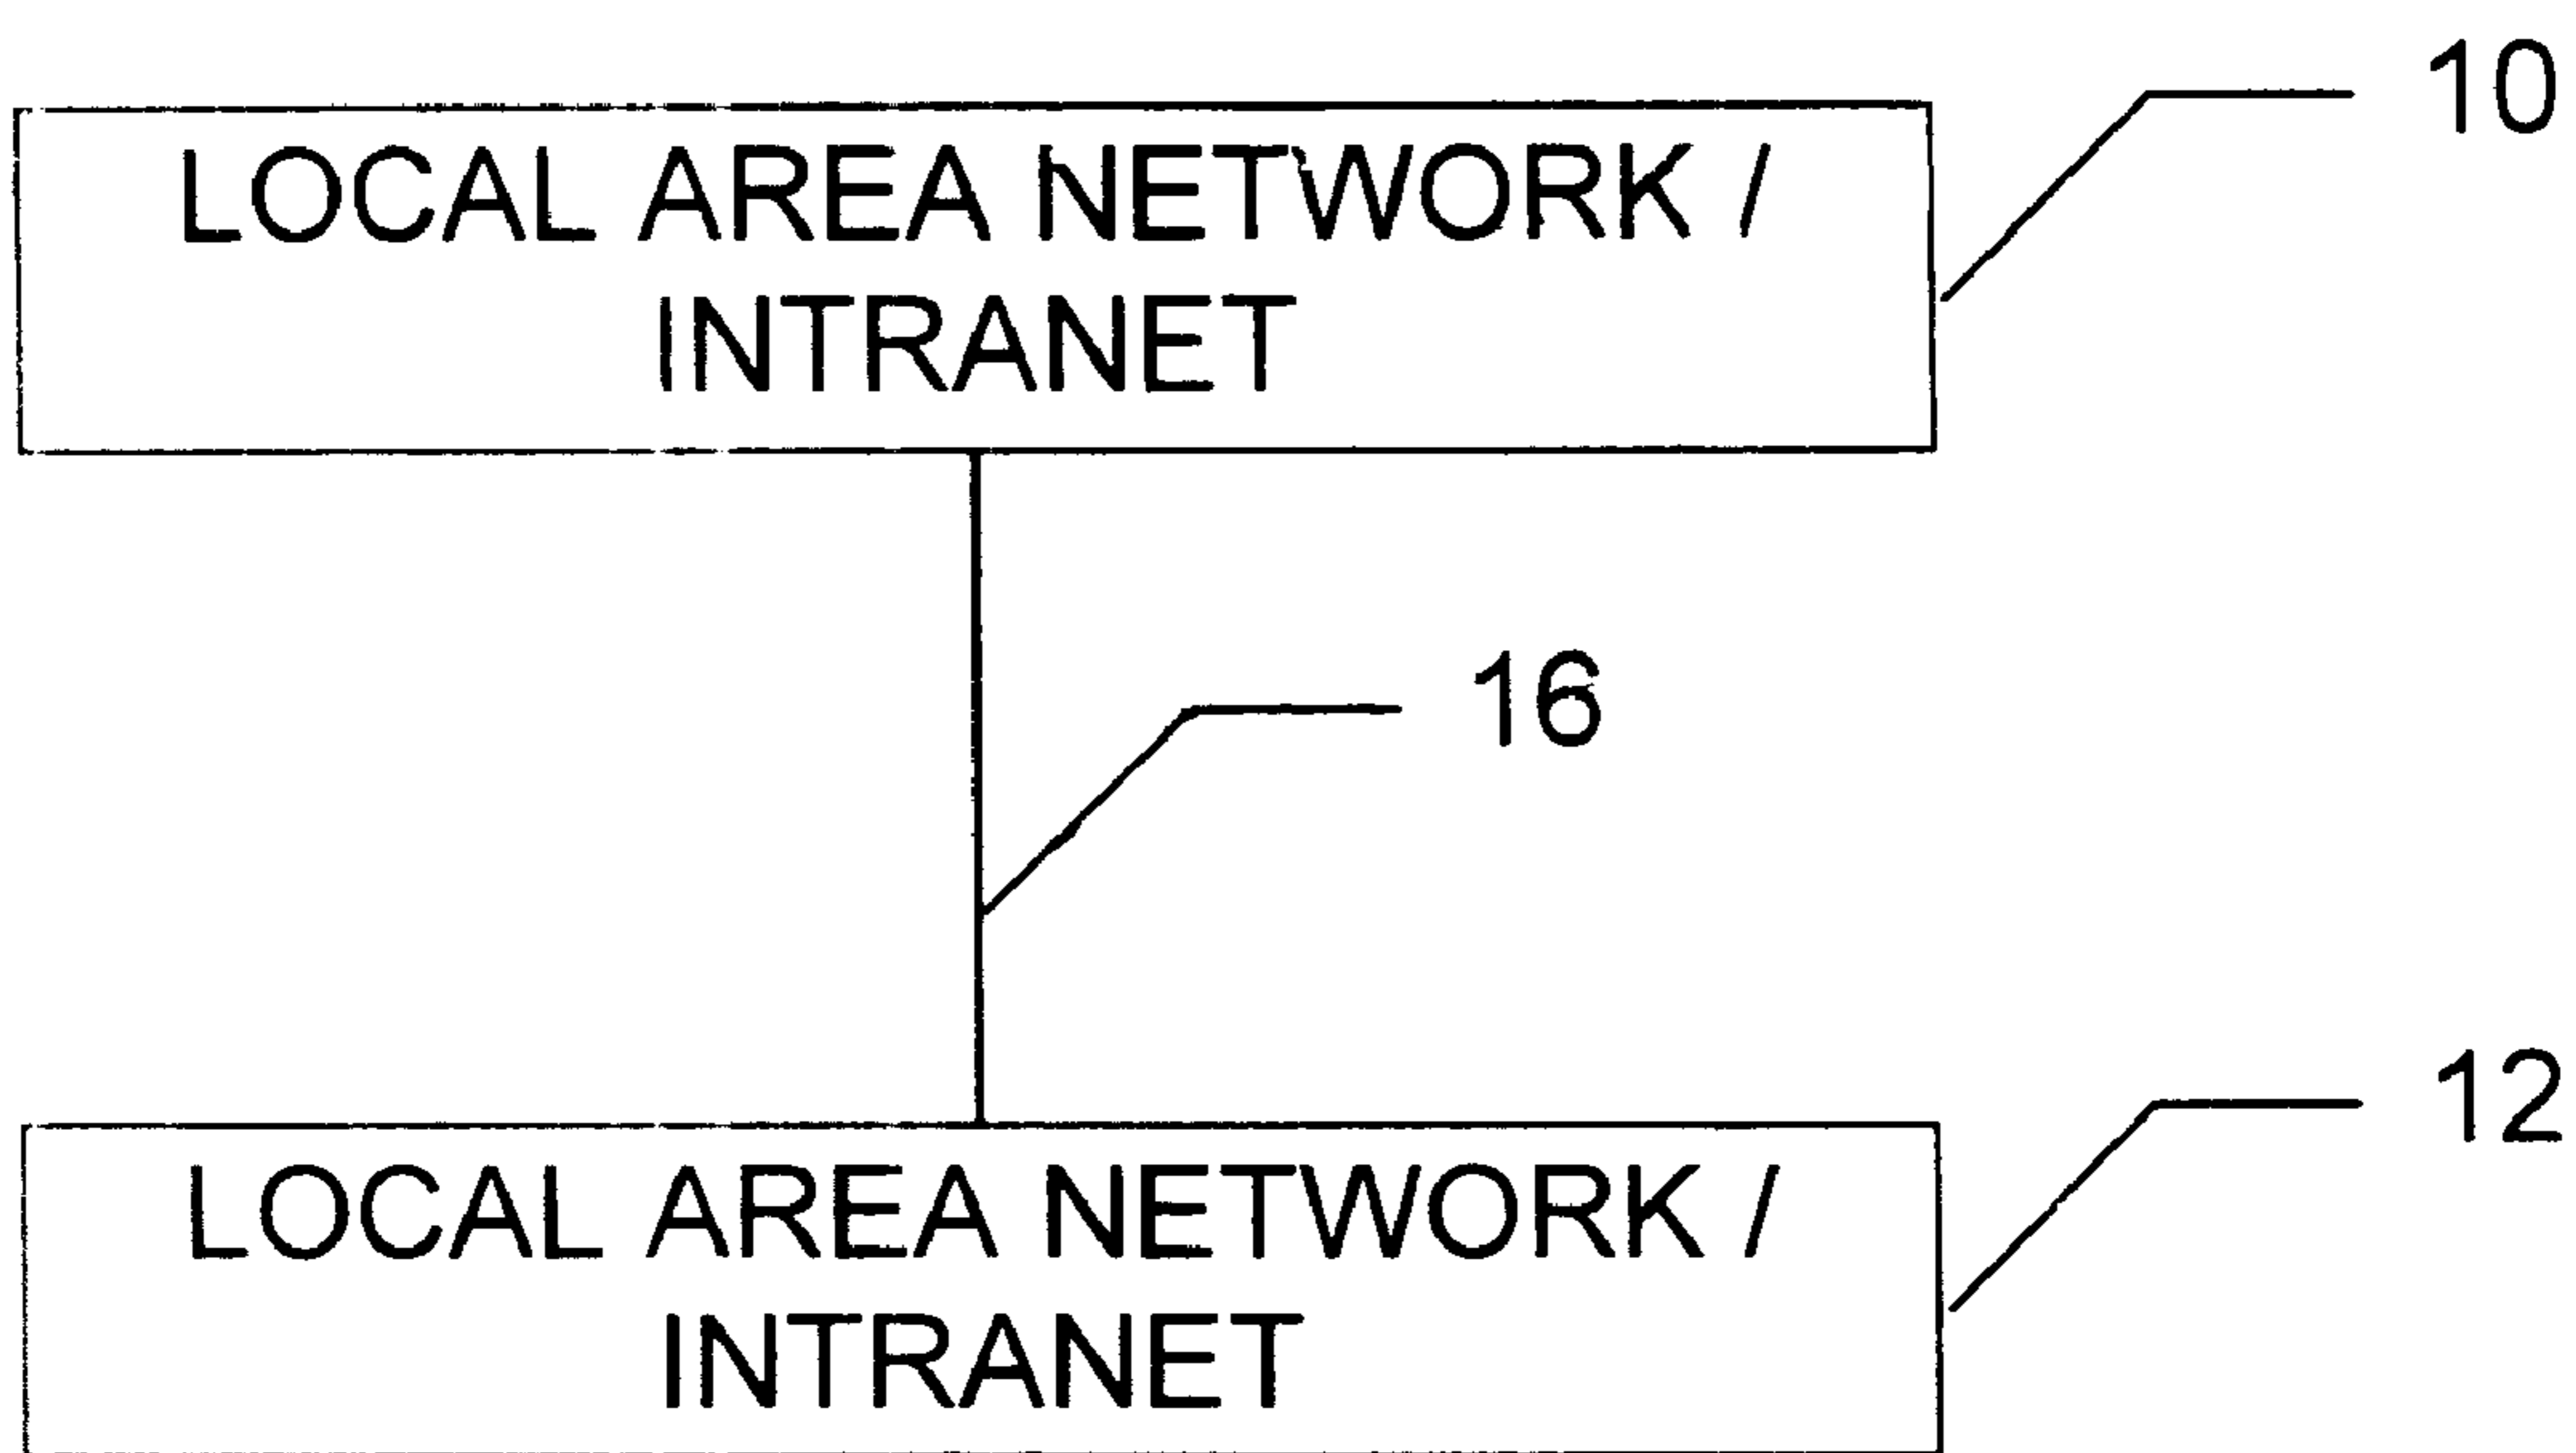 10
LOCAL AREA NETWORK /
INTRANET
16
12
LOCAL AREA NETWORK /
INTRANET